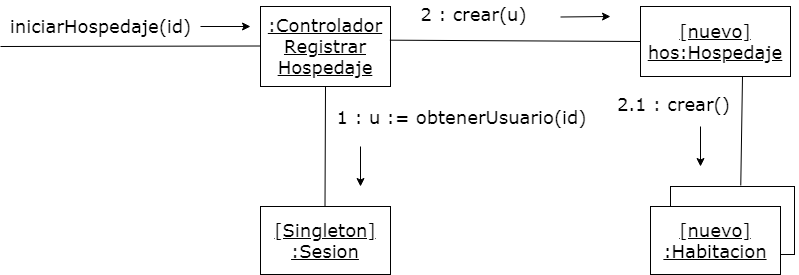 iniciarHospedaje(id)
:Controlador
Registrar
Hospedaje
2 : crear(u)
[nuevo]
hos:Hospedaje
1 : u := obtenerUsuario(id)
2.1 : crear()
[Singleton]
:Sesion
[nuevo]
:Habitacion